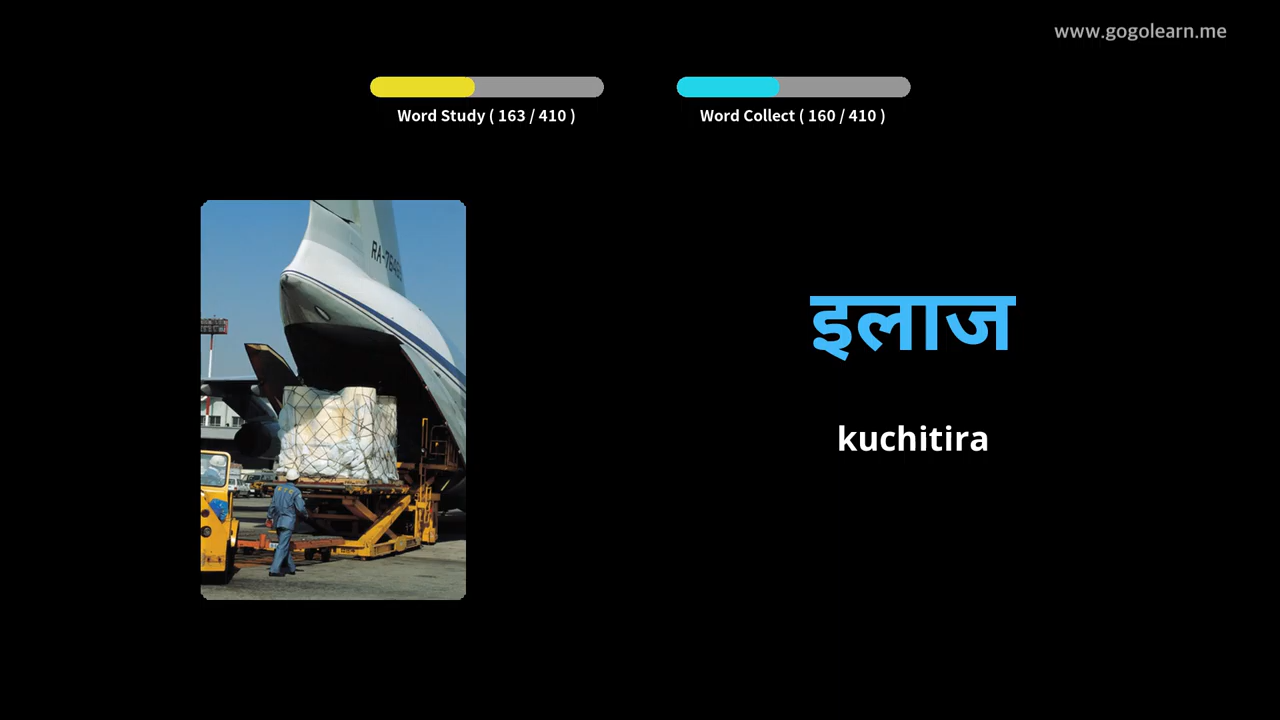 www.gogolearn.me
Word Study ( 163 / 410 )
Word Collect ( 160 / 410 )
इलाज
kuchitira